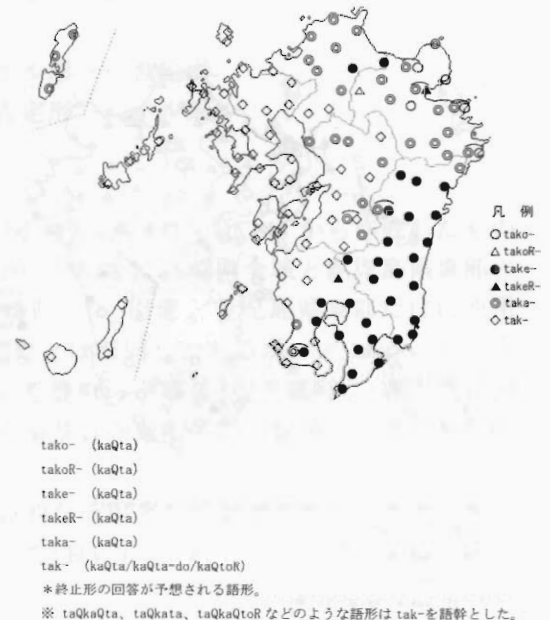 凡 例
○tako-
△takoR-
●take-
▲takeR-
◎taka-
◇tak-
tako- (kaQta)
takoR- (kaQta)
take- (kaQta)
takeR- (kaQta)
taka- (kaQta)
tak- (kaQta/kaQta-do/kaQtoR)
＊終止形の回答が予想される語形。
※ taQkaQta、taQkata、taQkaQtoR などのような語形は tak-を語幹とした。